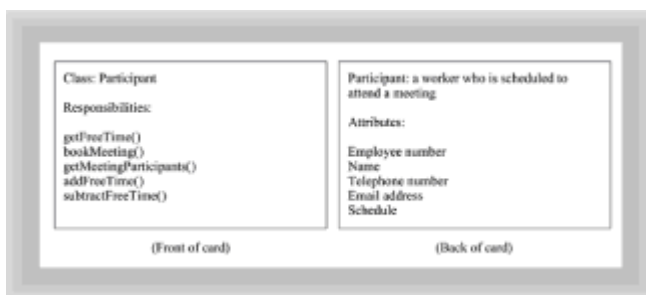 Class: Participant
Responsibilities:
getFreeTime()
bookMeeting()
getMeetingParticipants()
addFreeTime()
subtractFreeTime()
(Front of card)
Participant: a worker who is scheduled to
attend a meeting
Attributes:
Employee number
Name
Telephone number
Email address
Schedule
(Back of card)